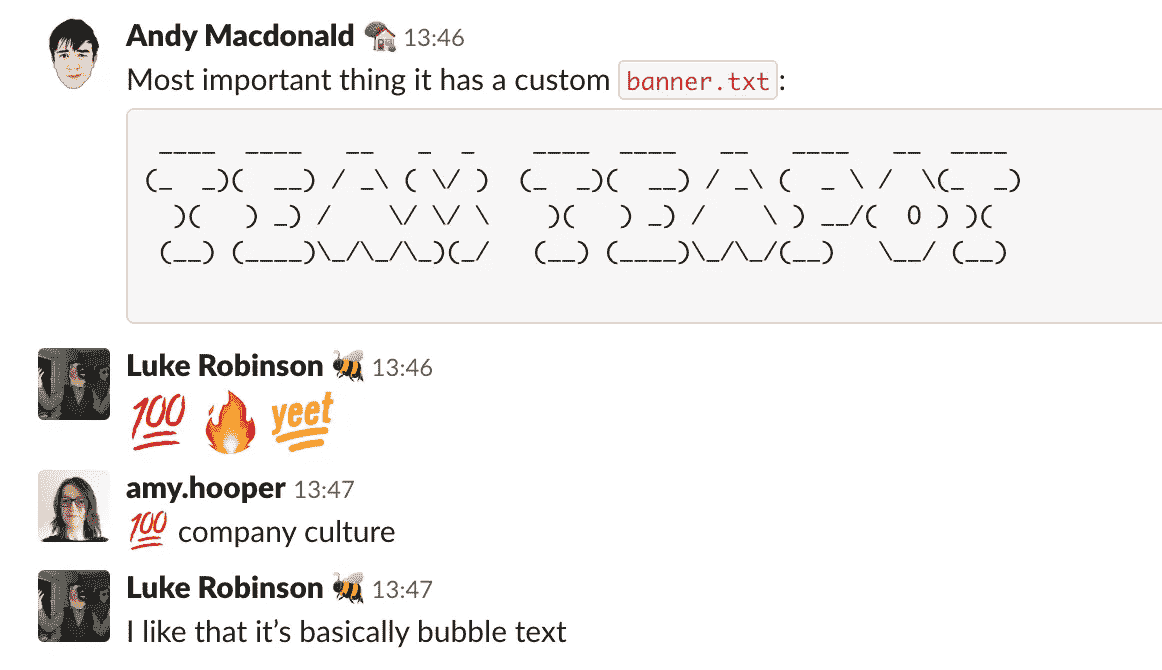 Andy Macdonald 13:46
Most important thing it has a custom banner.txt:
  ____  ____   __   _  _    ____  ____   __   ____   __  ____
(_  _)(  __) / _\ ( \/ )  (_  _)(  __) / _\ (  _ \ /  \(_  _)
  )(   ) _) /    \/ \/ \    )(   ) _) /    \ ) __/(  O ) )(
 (__) (____)\_/\_/\_)(_/   (__) (____)\_/\_/(__)   \__/ (__)
Luke Robinson 13:46
💯 🔥 yeet
amy.hooper 13:47
💯 company culture
Luke Robinson 13:47
I like that it’s basically bubble text